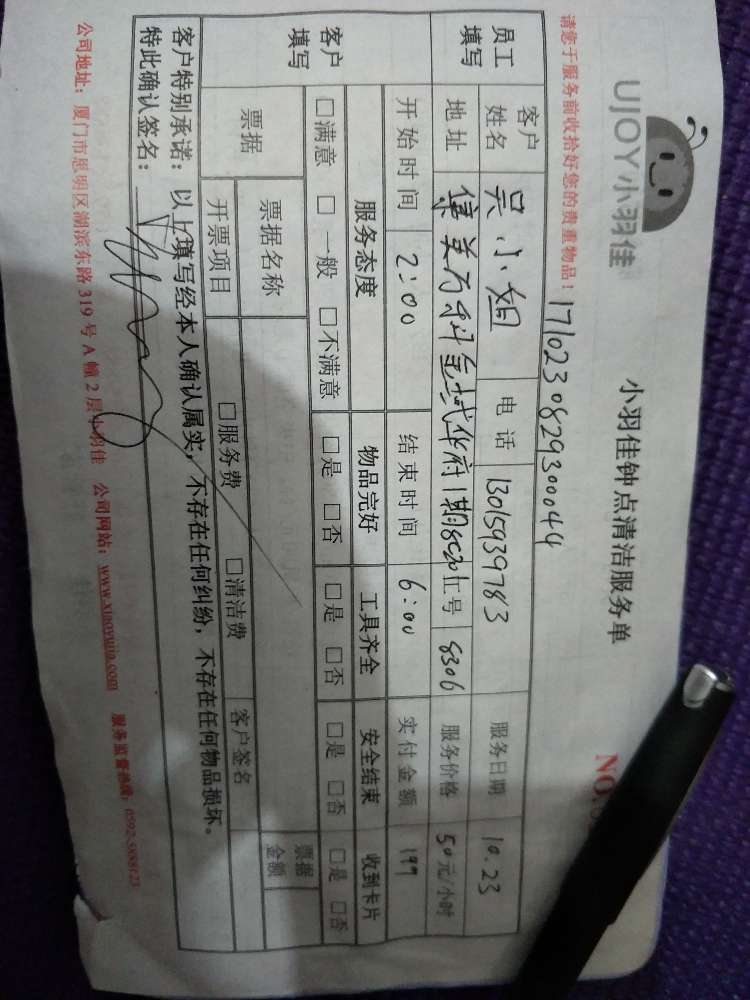 UJOY小羽佳
小羽佳钟点清洁服务单
NO.
请您于服务前收拾好您的贵重物品！
1710230829300044
员工填写
客户姓名 吴小姐 电话 13015939783 服务日期 10.23
地址 集美万科金域华府1期 工号 8306 服务价格 50元/小时
开始时间 2:00 结束时间 6:00 实付金额 199
客户填写
服务态度 物品完好 工具齐全 安全结束 收到卡片
□满意 □一般 □不满意 □是 □否 □是 □否 □是 □否 □是 □否
票据 票据名称 票据金额
开票项目 □服务费 □清洁费 客户签名
客户特别承诺：以上填写经本人确认属实，不存在任何纠纷，不存在任何物品损坏。
特此确认签名：
公司地址：厦门市思明区湖滨东路319号A幢2层小羽佳 公司网站：www.xiaoyujia.com 服务监督热线：0592-5888123